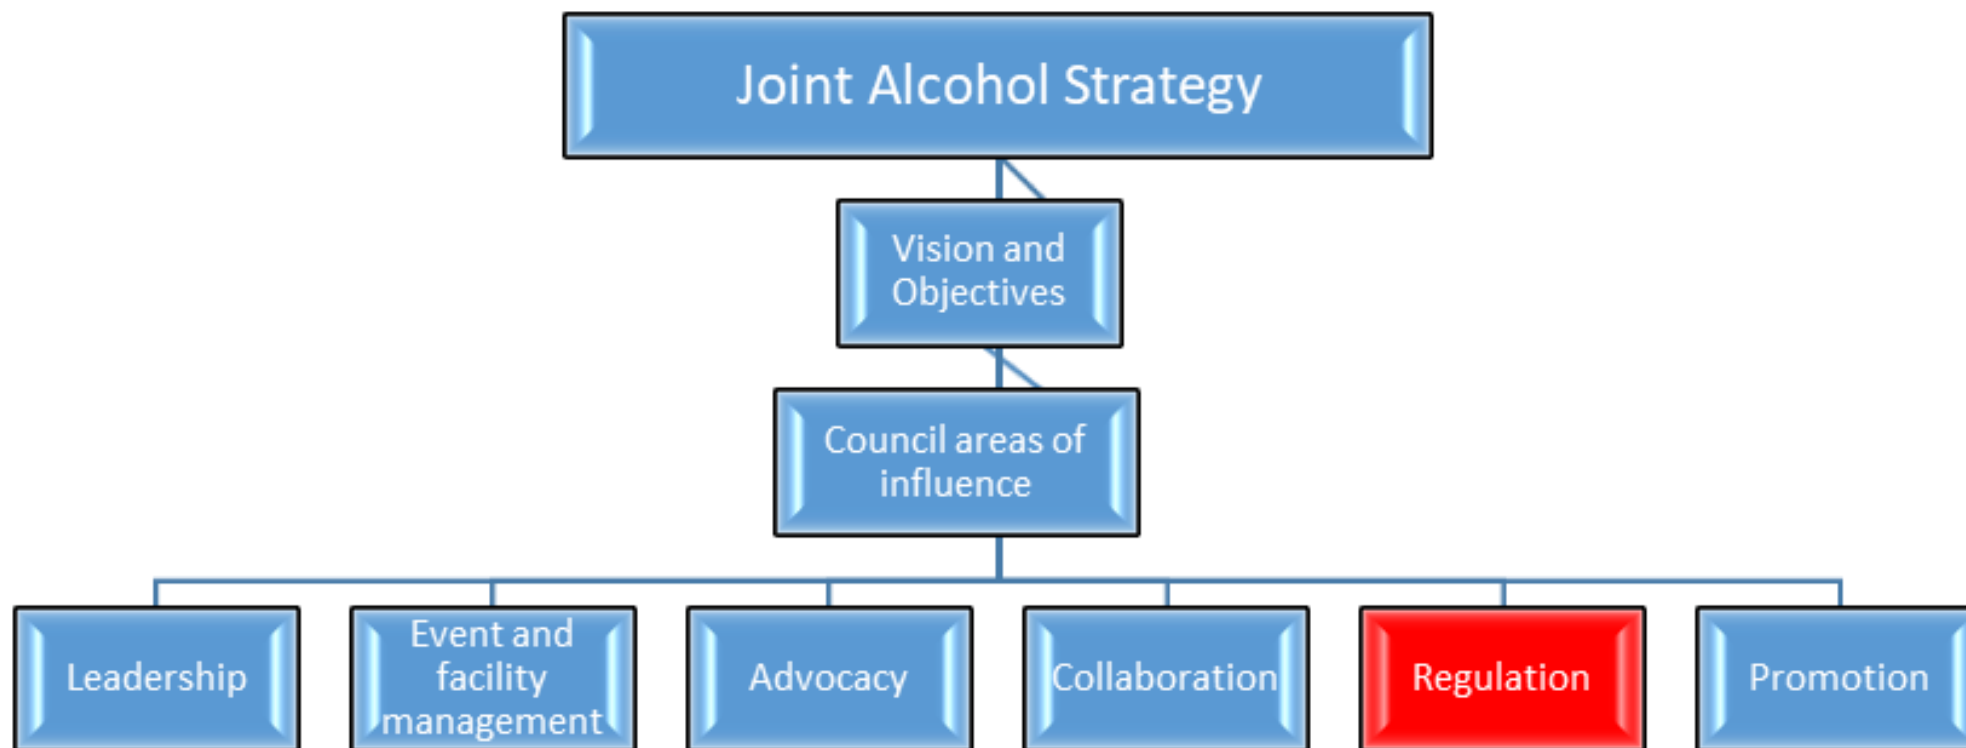 Joint Alcohol Strategy
Vision and
Objectives
Council areas of
influence
Leadership
Event and
facility
management
Advocacy
Collaboration
Regulation
Promotion